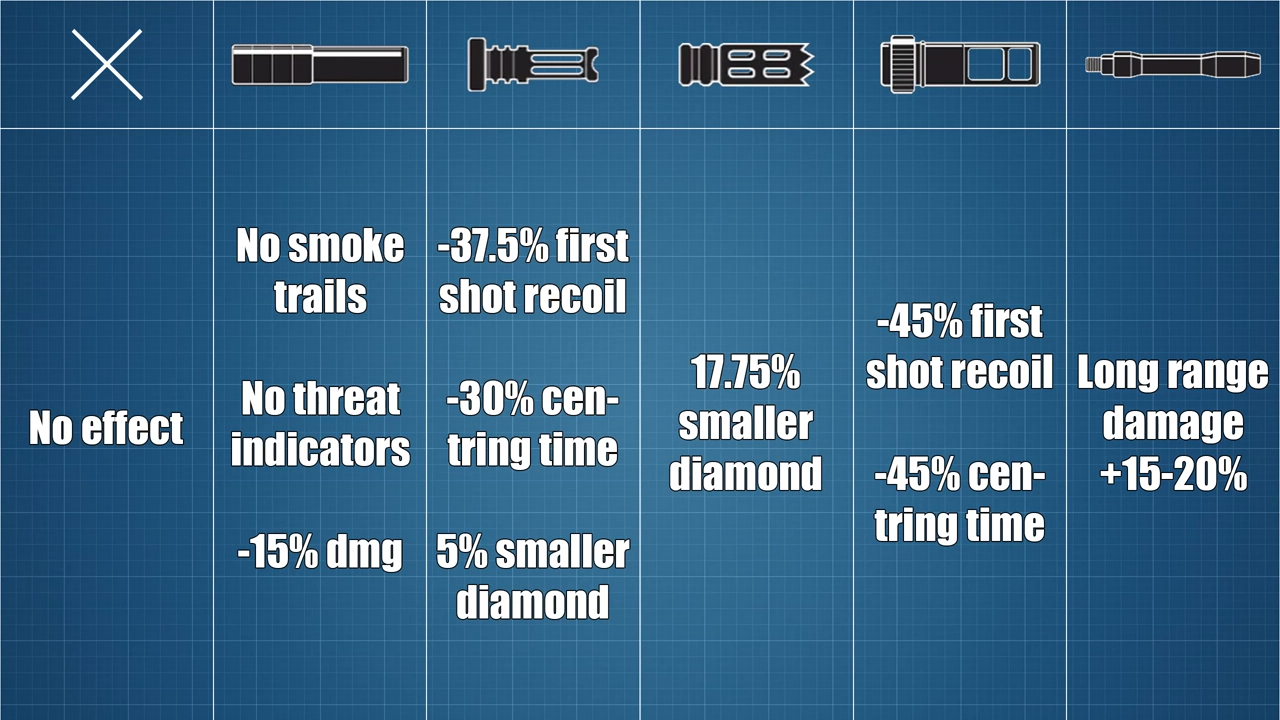 No effect
No smoke
trails
No threat
indicators
-15% dmg
-37.5% first
shot recoil
-30% cen-
tring time
5% smaller
diamond
17.75%
smaller
diamond
-45% first
shot recoil
-45% cen-
tring time
Long range
damage
+15-20%